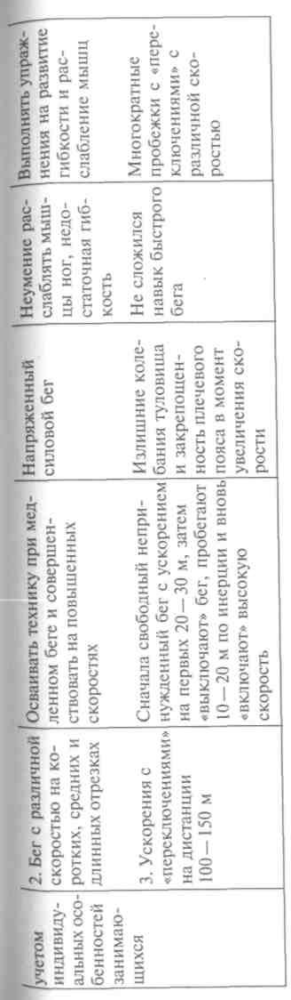 учетом
индивиду-
альных осо-
бенностей
занимаю-
щихся
2. Бег с различной
скоростью на ко-
ротких, средних и
длинных отрезках
Осваивать технику при мед-
ленном беге и совершен-
ствовать на повышенных
скоростях
Напряженный
силовой бег
Неумение рас-
слаблять мыш-
цы ног, недо-
статочная гиб-
кость
Выполнять упраж-
нения на развитие
гибкости и рас-
слабление мышц
3. Ускорения с
«переключениями»
на дистанции
100—150 м
Сначала свободный непри-
нужденный бег с ускорением
на первых 20—30 м, затем
«выключают» бег, пробегают
10—20 м по инерции и вновь
«включают» высокую
скорость
Излишние коле-
бания туловища
и закрепощен-
ность плечевого
пояса в момент
увеличения ско-
рости
Не сложился
навык быстрого
бега
Многократные
пробежки с «пере-
ключениями» с
различной ско-
ростью